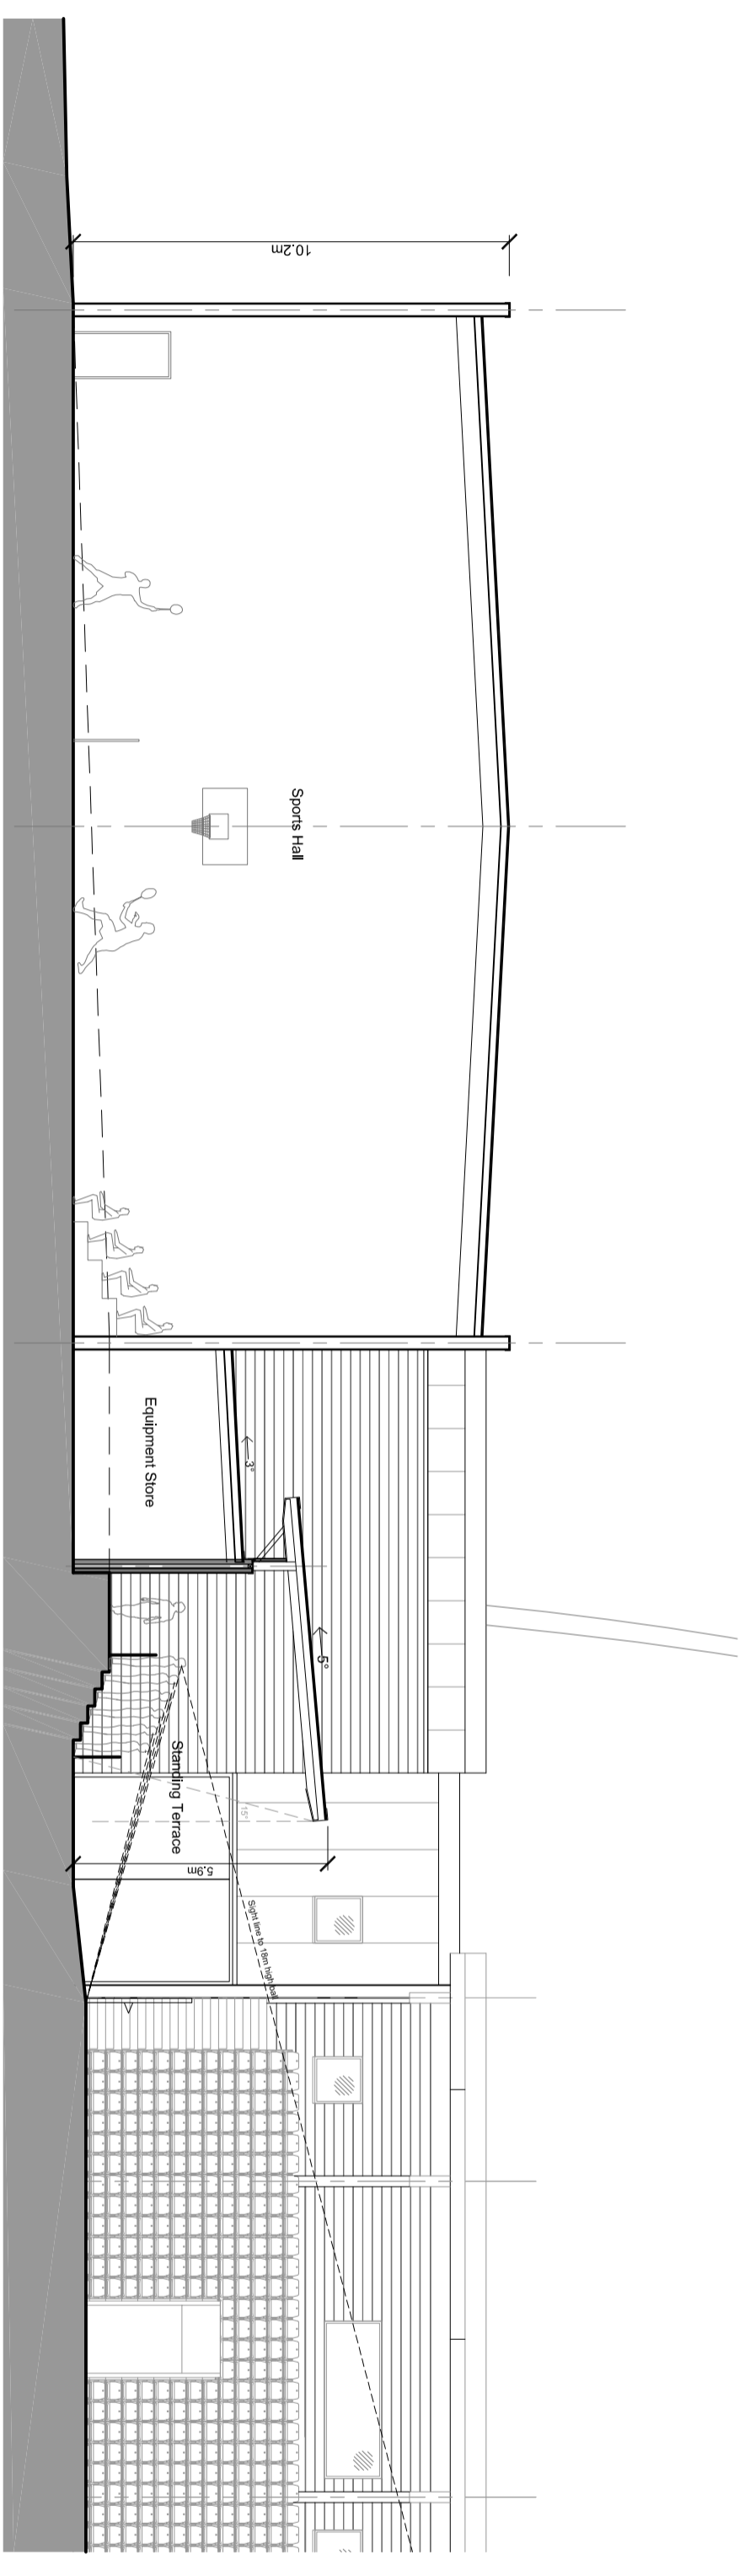 10.2m
Sports Hall
Equipment Store
3°
5°
Standing Terrace
15°
5.9m
Sight line to 18m high ball